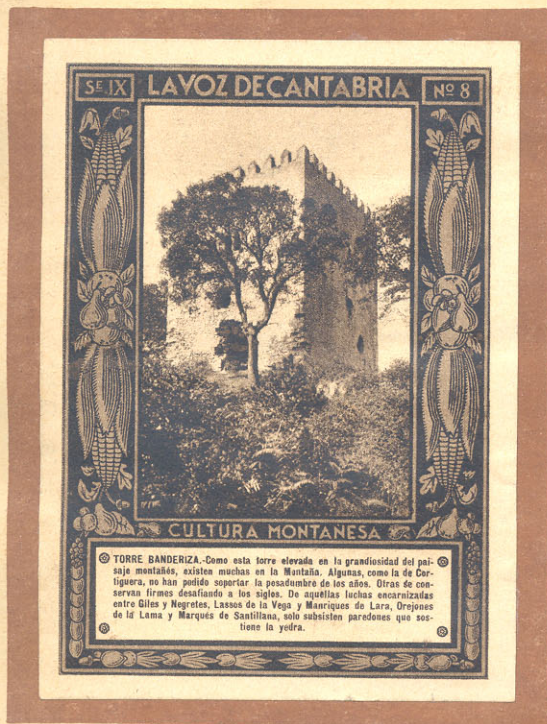 SE IX LA VOZ DE CANTABRIA Nº 8
CULTURA MONTAÑESA
TORRE BANDERIZA.-Como esta torre elevada en la grandiosidad del pai-
saje montañés, existen muchas en la Montaña. Algunas, como la de Cor-
tiguera, no han podido soportar la pesadumbre de los años. Otras de con-
servan firmes desafiando a los siglos. De aquellas luchas encarnizadas
entre Giles y Negretes, Lassos de la Vega y Manriques de Lara, Orejones
de la Lama y Marqués de Santillana, solo subsisten paredones que sos-
tiene la yedra.